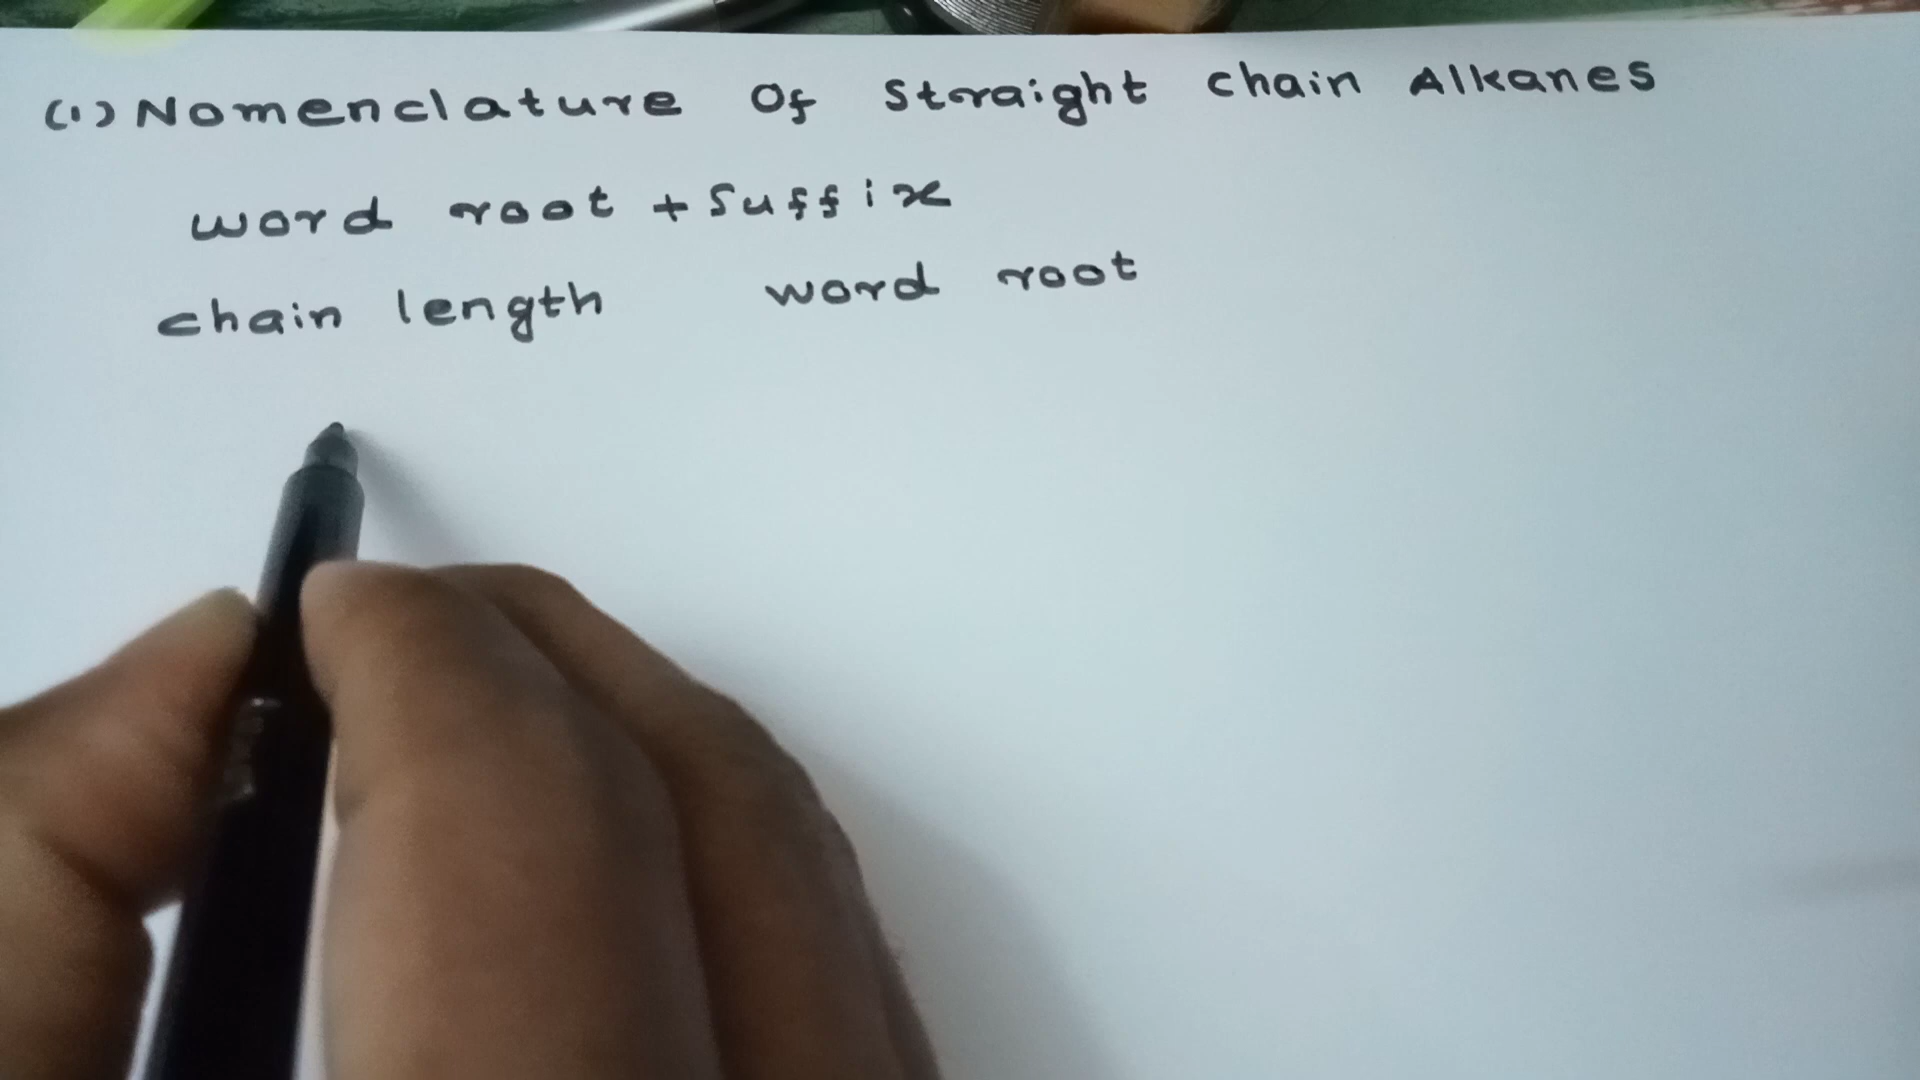 (1) Nomenclature Of Straight chain Alkanes
word root + Suffix
chain length word root